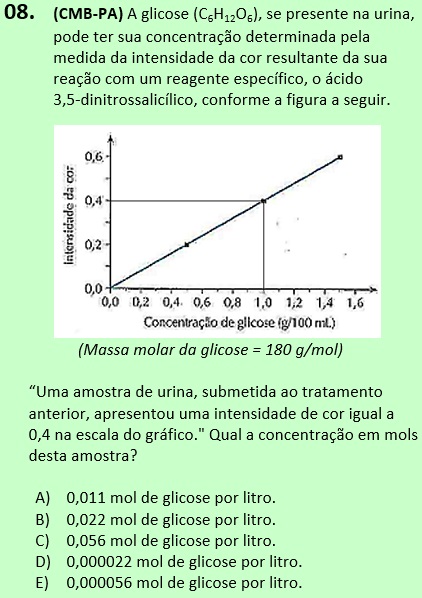 08. (CMB-PA) A glicose (C₆H₁₂O₆), se presente na urina,
pode ter sua concentração determinada pela
medida da intensidade da cor resultante da sua
reação com um reagente específico, o ácido
3,5-dinitrossalicílico, conforme a figura a seguir.
Intensidade da cor
0,6
0,4
0,2
0,0
0,0 0,2 0,4 0,6 0,8 1,0 1,2 1,4 1,6
Concentração de glicose (g/100 mL)
(Massa molar da glicose = 180 g/mol)
“Uma amostra de urina, submetida ao tratamento
anterior, apresentou uma intensidade de cor igual a
0,4 na escala do gráfico." Qual a concentração em mols
desta amostra?
A) 0,011 mol de glicose por litro.
B) 0,022 mol de glicose por litro.
C) 0,056 mol de glicose por litro.
D) 0,000022 mol de glicose por litro.
E) 0,000056 mol de glicose por litro.